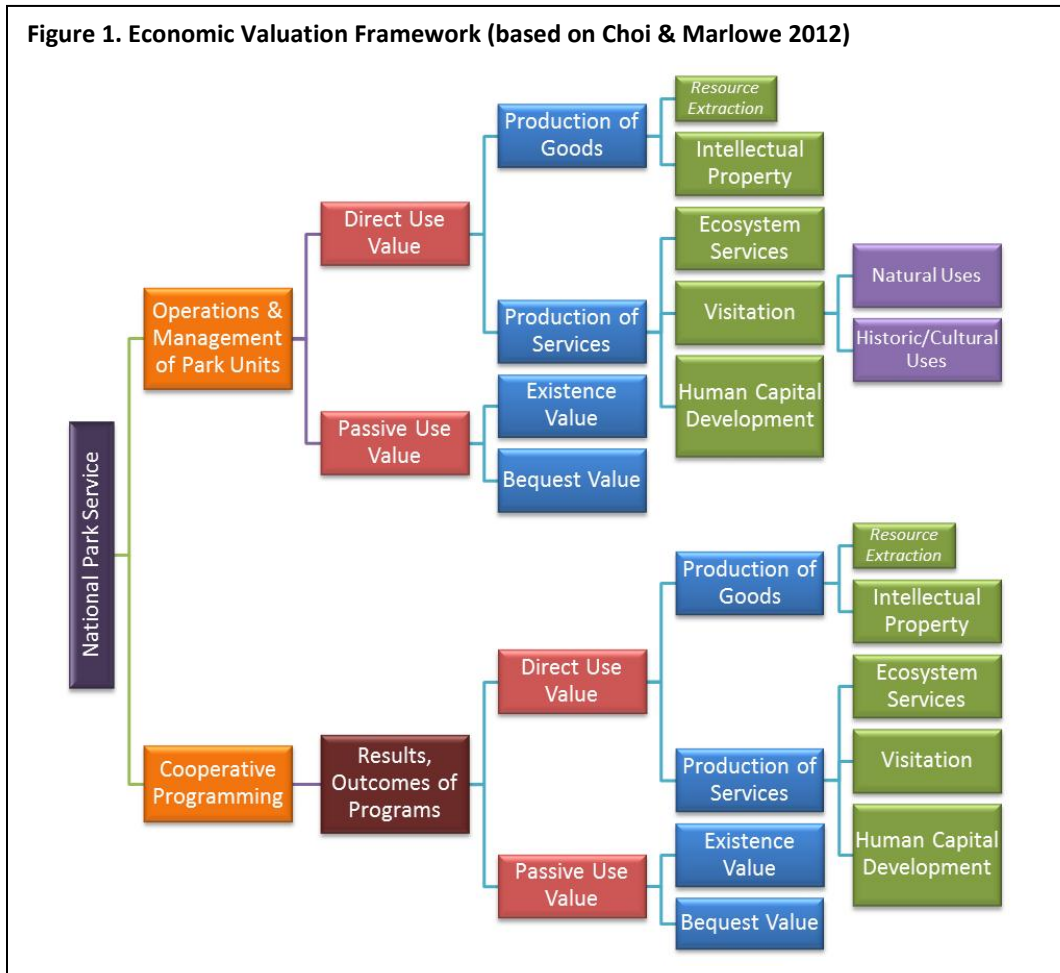 Figure 1. Economic Valuation Framework (based on Choi & Marlowe 2012)
National Park Service
Operations &
Management
of Park Units
Direct Use
Value
Production of
Goods
Resource
Extraction
Intellectual
Property
Production of
Services
Ecosystem
Services
Visitation
Natural Uses
Historic/Cultural
Uses
Human Capital
Development
Passive Use
Value
Existence
Value
Bequest Value
Cooperative
Programming
Results,
Outcomes of
Programs
Direct Use
Value
Production of
Goods
Resource
Extraction
Intellectual
Property
Production of
Services
Ecosystem
Services
Visitation
Human Capital
Development
Passive Use
Value
Existence
Value
Bequest Value